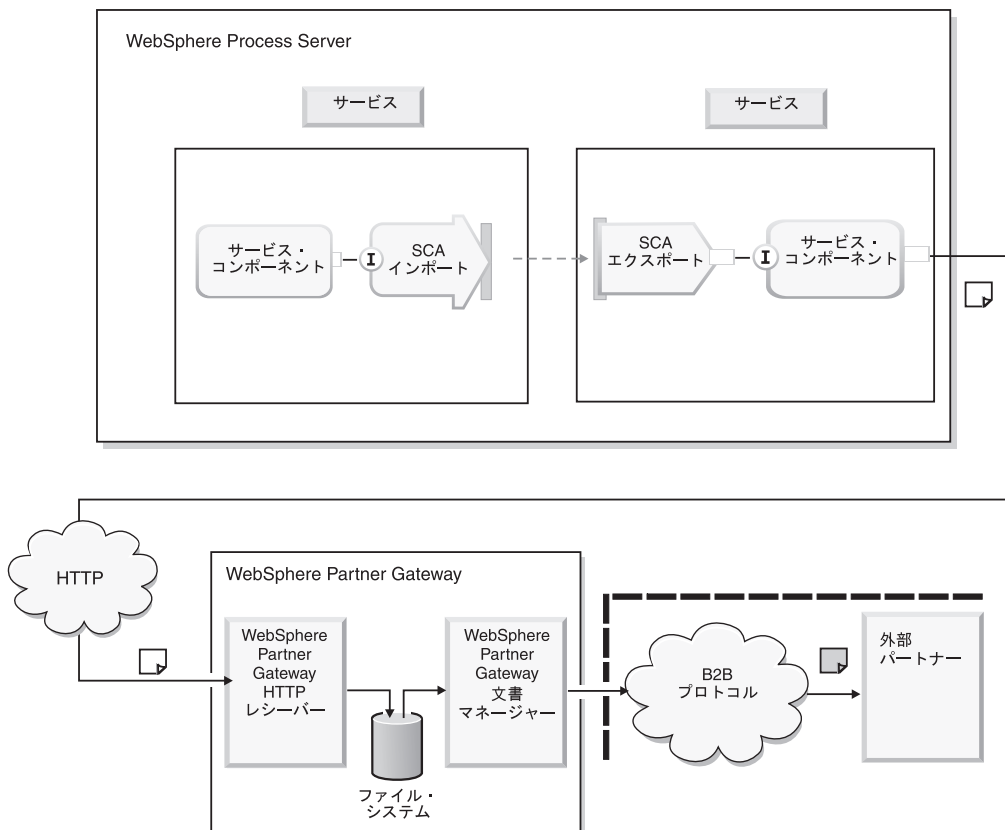 WebSphere Process Server
サービス
サービス
サービス・
コンポーネント
I
SCA
インポート
SCA
エクスポート
I
サービス・
コンポーネント
HTTP
WebSphere Partner Gateway
WebSphere
Partner
Gateway
HTTP
レシーバー
ファイル・
システム
WebSphere
Partner
Gateway
文書
マネージャー
B2B
プロトコル
外部
パートナー